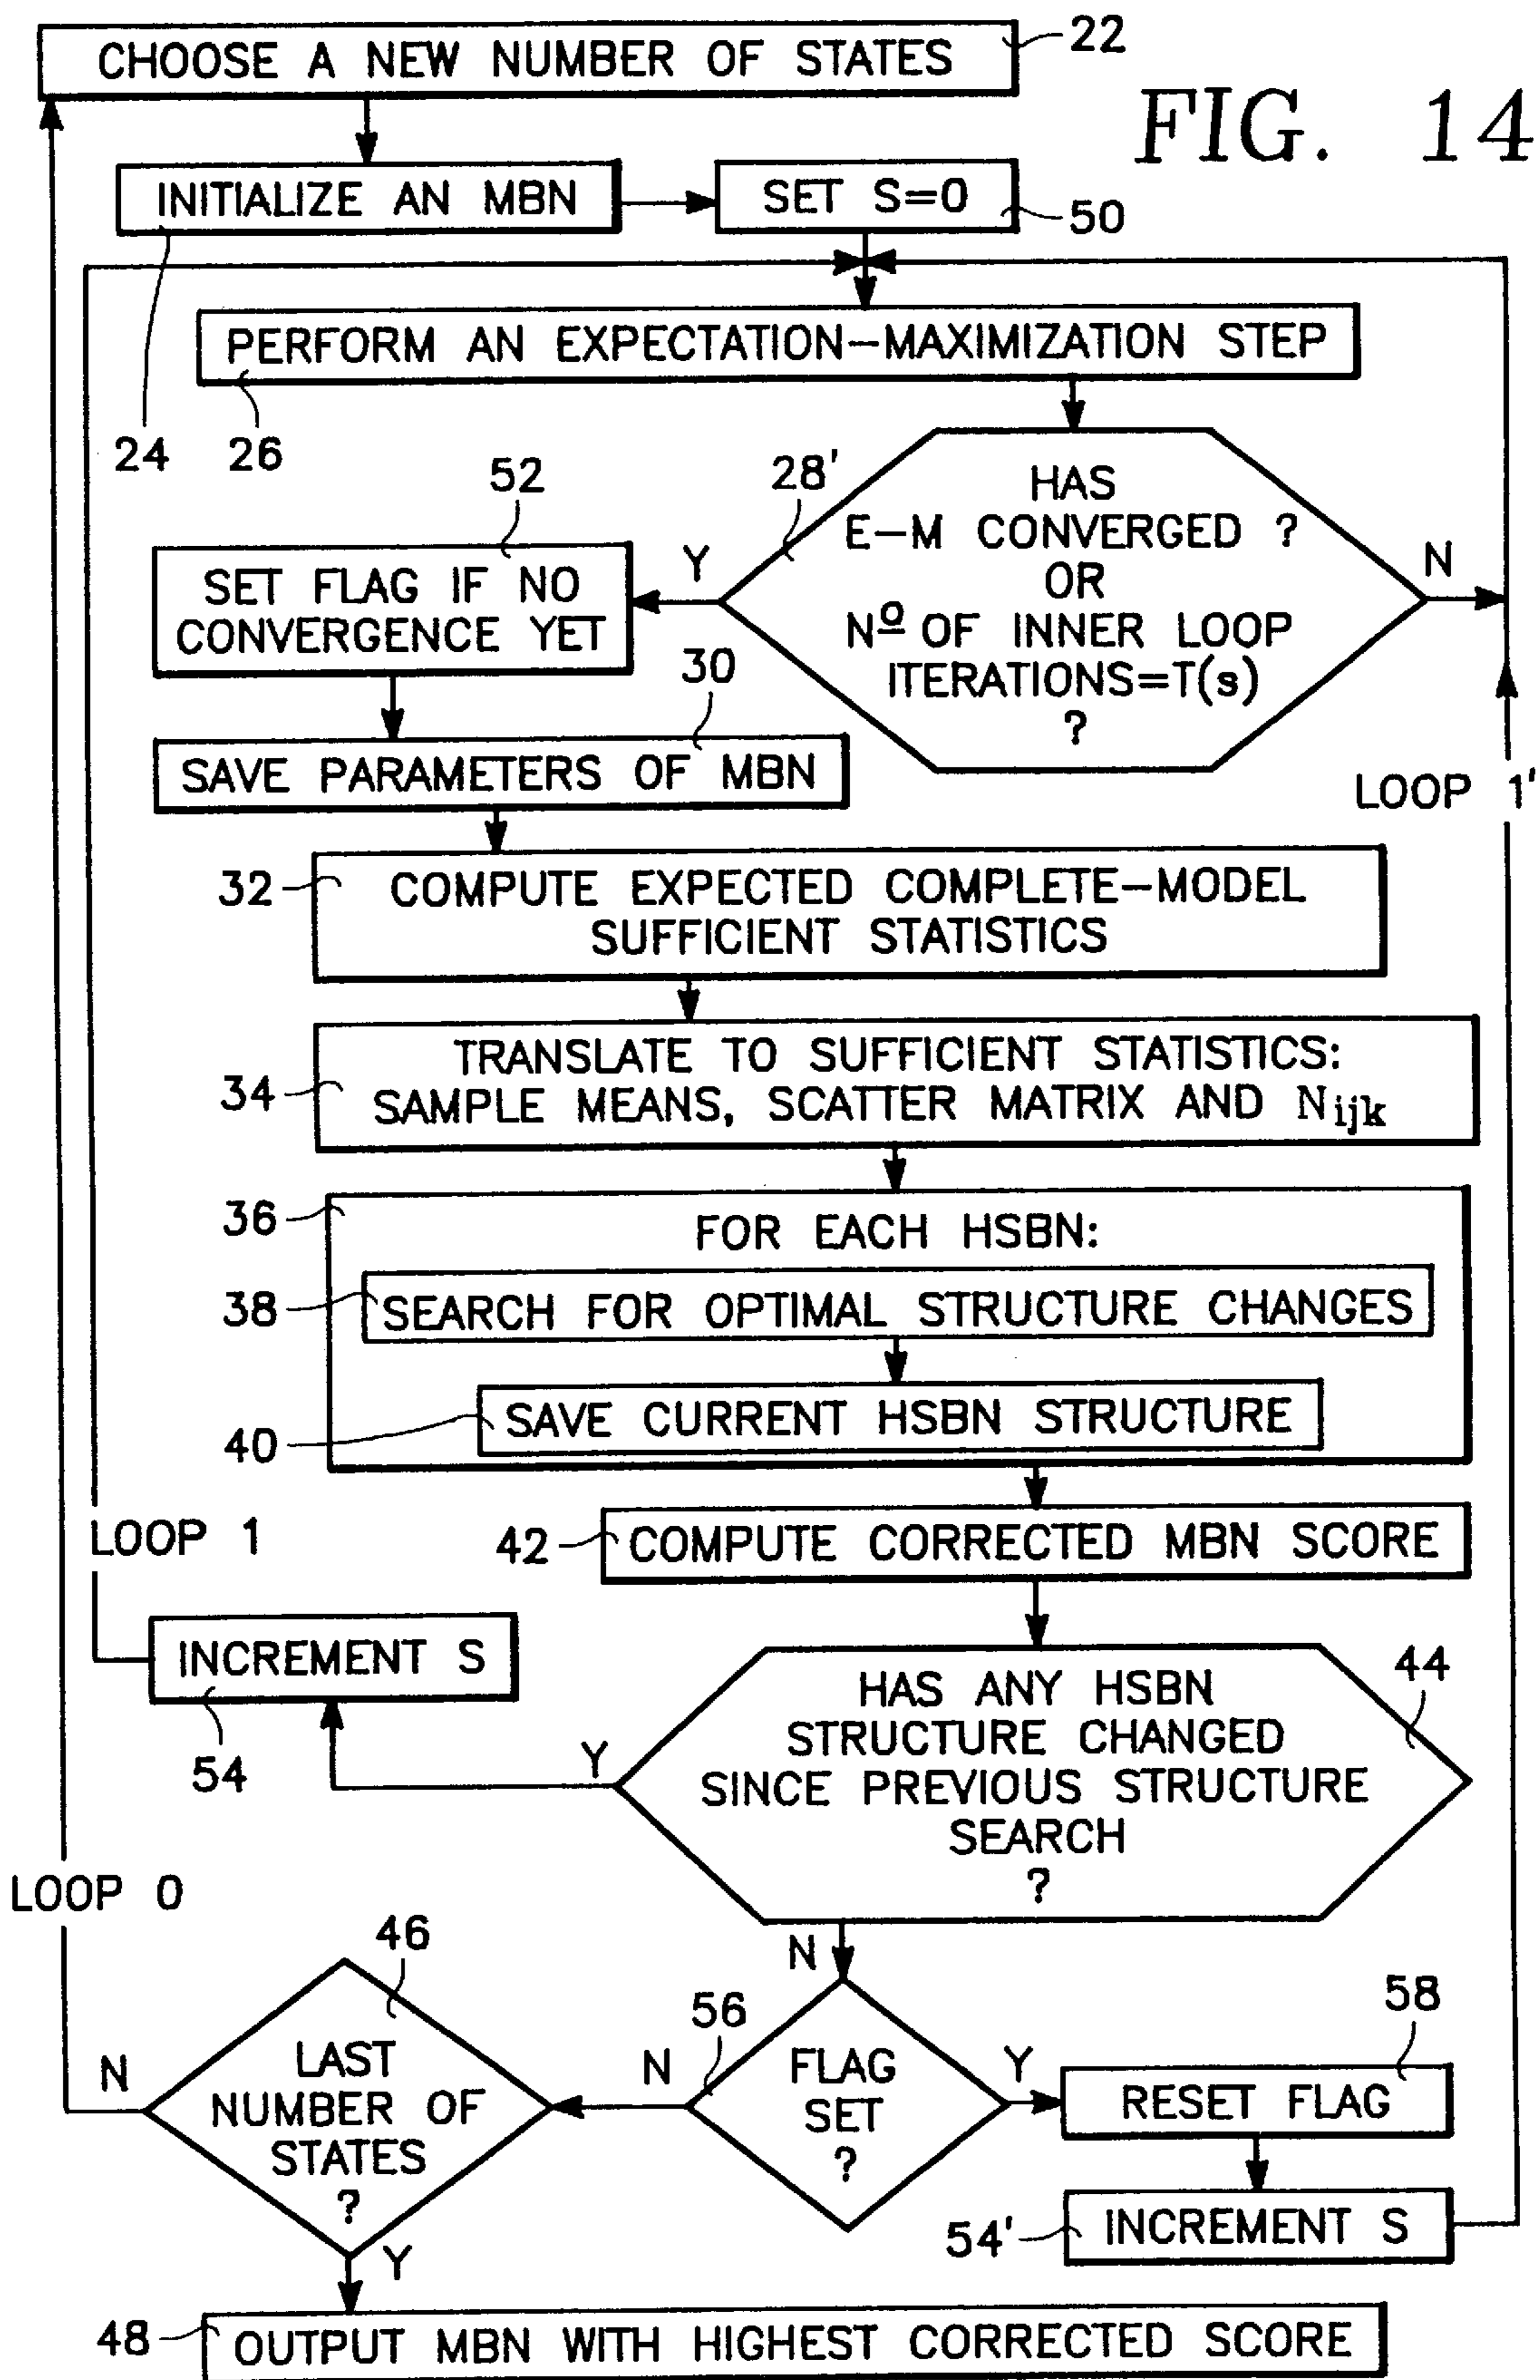 CHOOSE A NEW NUMBER OF STATES
22
FIG. 14
INITIALIZE AN MBN
SET S=0
50
PERFORM AN EXPECTATION-MAXIMIZATION STEP
24
26
52
28'
HAS
E-M CONVERGED ?
OR
Nº OF INNER LOOP
ITERATIONS=T(s)
?
Y
N
SET FLAG IF NO
CONVERGENCE YET
30
SAVE PARAMETERS OF MBN
LOOP 1'
32
COMPUTE EXPECTED COMPLETE-MODEL
SUFFICIENT STATISTICS
34
TRANSLATE TO SUFFICIENT STATISTICS:
SAMPLE MEANS, SCATTER MATRIX AND Nijk
36
FOR EACH HSBN:
38
SEARCH FOR OPTIMAL STRUCTURE CHANGES
40
SAVE CURRENT HSBN STRUCTURE
LOOP 1
42
COMPUTE CORRECTED MBN SCORE
INCREMENT S
54
44
HAS ANY HSBN
STRUCTURE CHANGED
SINCE PREVIOUS STRUCTURE
SEARCH
?
Y
LOOP 0
N
46
LAST
NUMBER OF
STATES
?
N
56
N
FLAG
SET
?
Y
58
RESET FLAG
54'
INCREMENT S
Y
48
OUTPUT MBN WITH HIGHEST CORRECTED SCORE